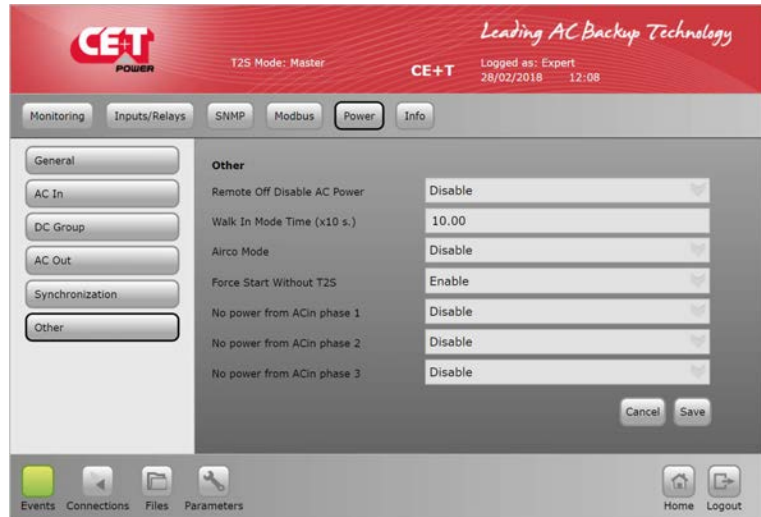 Leading AC Backup Technology
CE+T
POWER
T2S Mode: Master
CE+T
Logged as: Expert
28/02/2018 12:08
Monitoring Inputs/Relays SNMP Modbus Power Info
General
AC In
DC Group
AC Out
Synchronization
Other
Other
Remote Off Disable AC Power Disable
Walk In Mode Time (x10 s.) 10.00
Airco Mode Disable
Force Start Without T2S Enable
No power from ACin phase 1 Disable
No power from ACin phase 2 Disable
No power from ACin phase 3 Disable
Cancel Save
Events Connections Files Parameters Home Logout